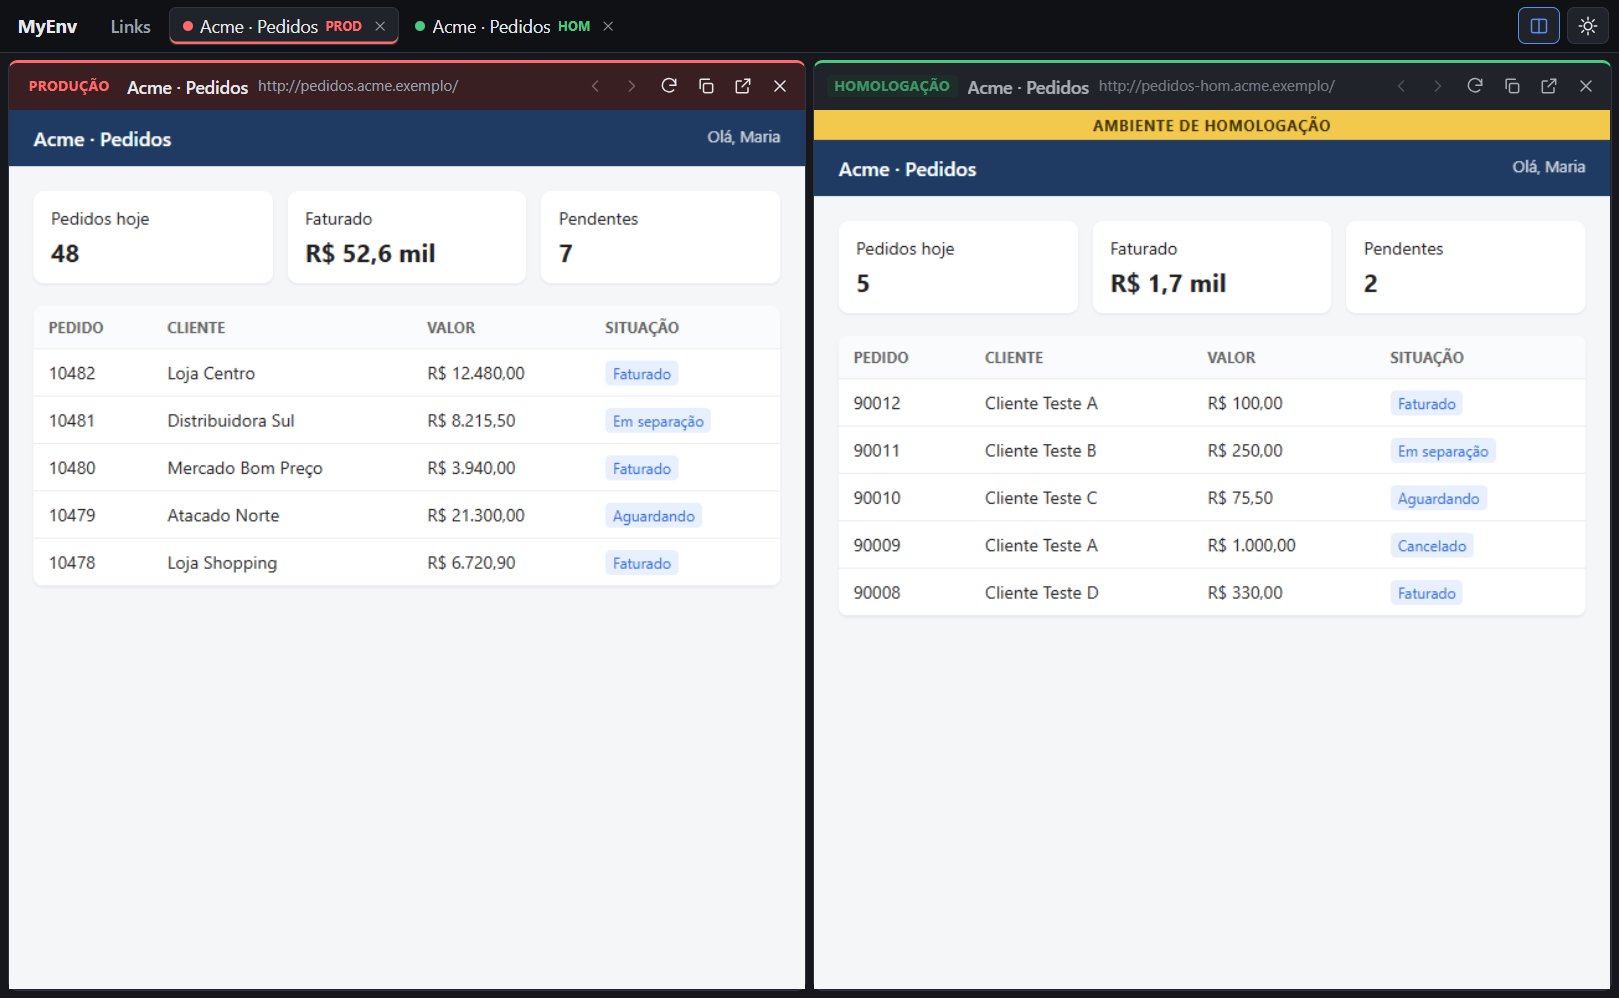 MyEnv Links Acme · Pedidos PROD Acme · Pedidos HOM
PRODUÇÃO Acme · Pedidos http://pedidos.acme.exemplo/
Acme · Pedidos Olá, Maria
Pedidos hoje Faturado Pendentes
48 R$ 52,6 mil 7
PEDIDO CLIENTE VALOR SITUAÇÃO
10482 Loja Centro R$ 12.480,00 Faturado
10481 Distribuidora Sul R$ 8.215,50 Em separação
10480 Mercado Bom Preço R$ 3.940,00 Faturado
10479 Atacado Norte R$ 21.300,00 Aguardando
10478 Loja Shopping R$ 6.720,90 Faturado
HOMOLOGAÇÃO Acme · Pedidos http://pedidos-hom.acme.exemplo/
AMBIENTE DE HOMOLOGAÇÃO
Acme · Pedidos Olá, Maria
Pedidos hoje Faturado Pendentes
5 R$ 1,7 mil 2
PEDIDO CLIENTE VALOR SITUAÇÃO
90012 Cliente Teste A R$ 100,00 Faturado
90011 Cliente Teste B R$ 250,00 Em separação
90010 Cliente Teste C R$ 75,50 Aguardando
90009 Cliente Teste A R$ 1.000,00 Cancelado
90008 Cliente Teste D R$ 330,00 Faturado